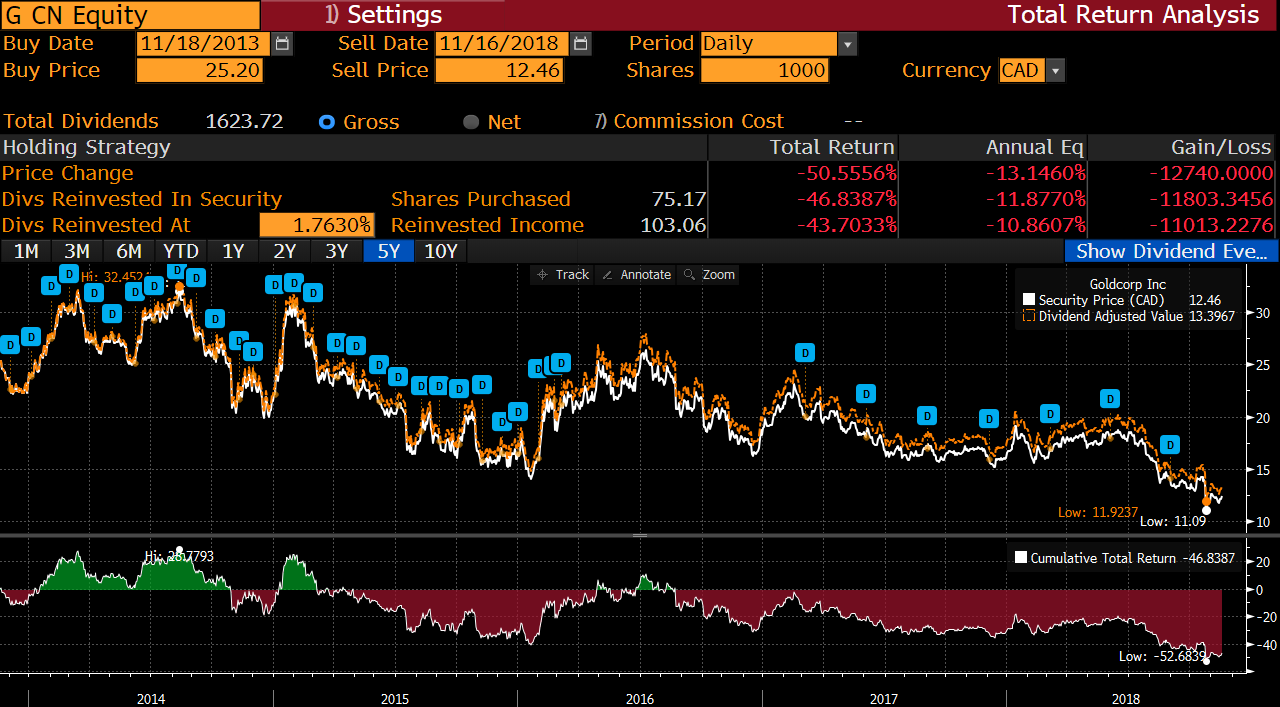 G CN Equity 1) Settings Total Return Analysis
Buy Date 11/18/2013 Sell Date 11/16/2018 Period Daily
Buy Price 25.20 Sell Price 12.46 Shares 1000 Currency CAD
Total Dividends 1623.72 Gross Net 7) Commission Cost --
Holding Strategy Total Return Annual Eq Gain/Loss
Price Change -50.5556% -13.1460% -12740.0000
Divs Reinvested In Security Shares Purchased 75.17 -46.8387% -11.8770% -11803.3456
Divs Reinvested At 1.7630% Reinvested Income 103.06 -43.7033% -10.8607% -11013.2276
1M 3M 6M YTD 1Y 2Y 3Y 5Y 10Y Show Dividend Eve...
Track Annotate Zoom
Goldcorp Inc
Security Price (CAD) 12.46
Dividend Adjusted Value 13.3967
D D D D D D D D D D D D D D D D D D D D D D D D D D D D D D D D D D D
30
25
20
15
10
Low: 11.9237
Low: 11.09
Cumulative Total Return -46.8387
20
0
-20
-40
Low: -52.6839
2014 2015 2016 2017 2018